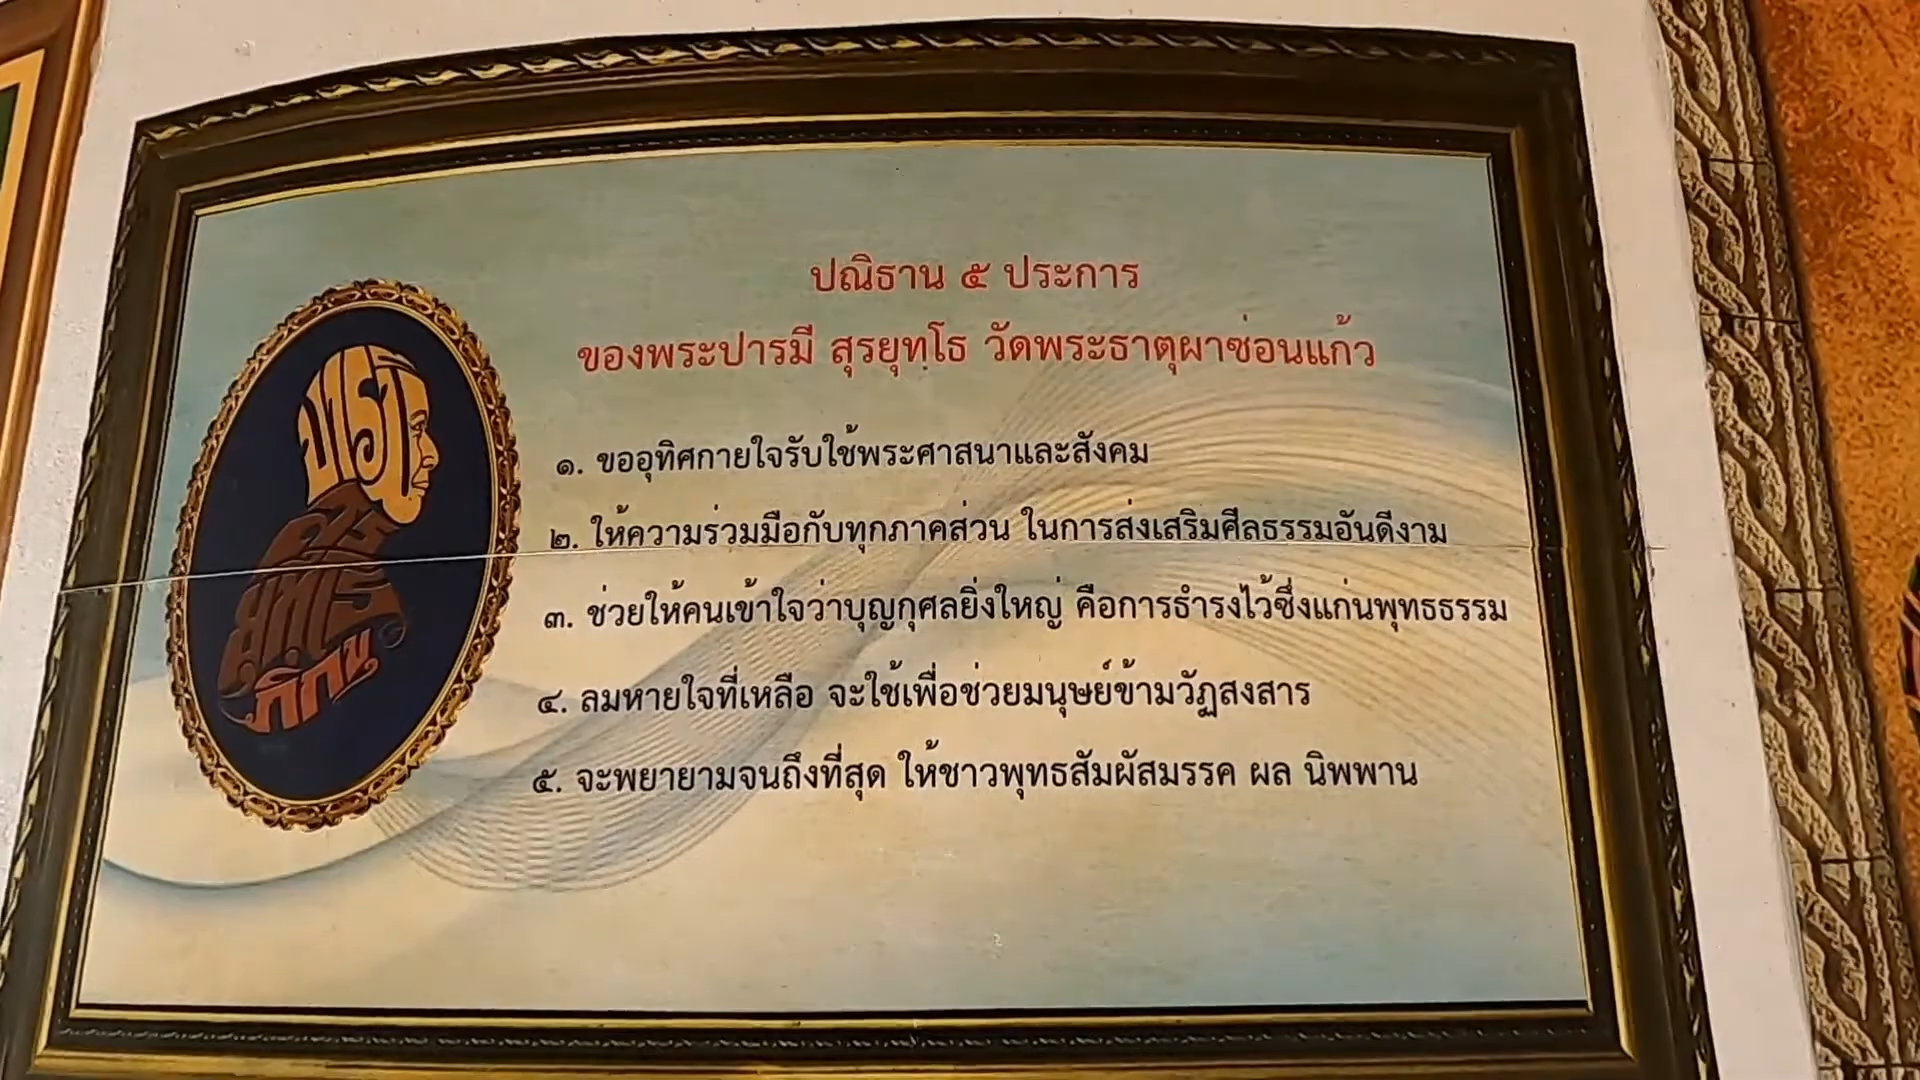 ปณิธาน ๕ ประการ
ของพระปารมี สุรยุทฺโธ วัดพระธาตุผาซ่อนแก้ว
๑. ขออุทิศกายใจรับใช้พระศาสนาและสังคม
๒. ให้ความร่วมมือกับทุกภาคส่วน ในการส่งเสริมศีลธรรมอันดีงาม
๓. ช่วยให้คนเข้าใจว่าบุญกุศลยิ่งใหญ่ คือการธำรงไว้ซึ่งแก่นพุทธธรรม
๔. ลมหายใจที่เหลือ จะใช้เพื่อช่วยมนุษย์ข้ามวัฏสงสาร
๕. จะพยายามจนถึงที่สุด ให้ชาวพุทธสัมผัสมรรค ผล นิพพาน